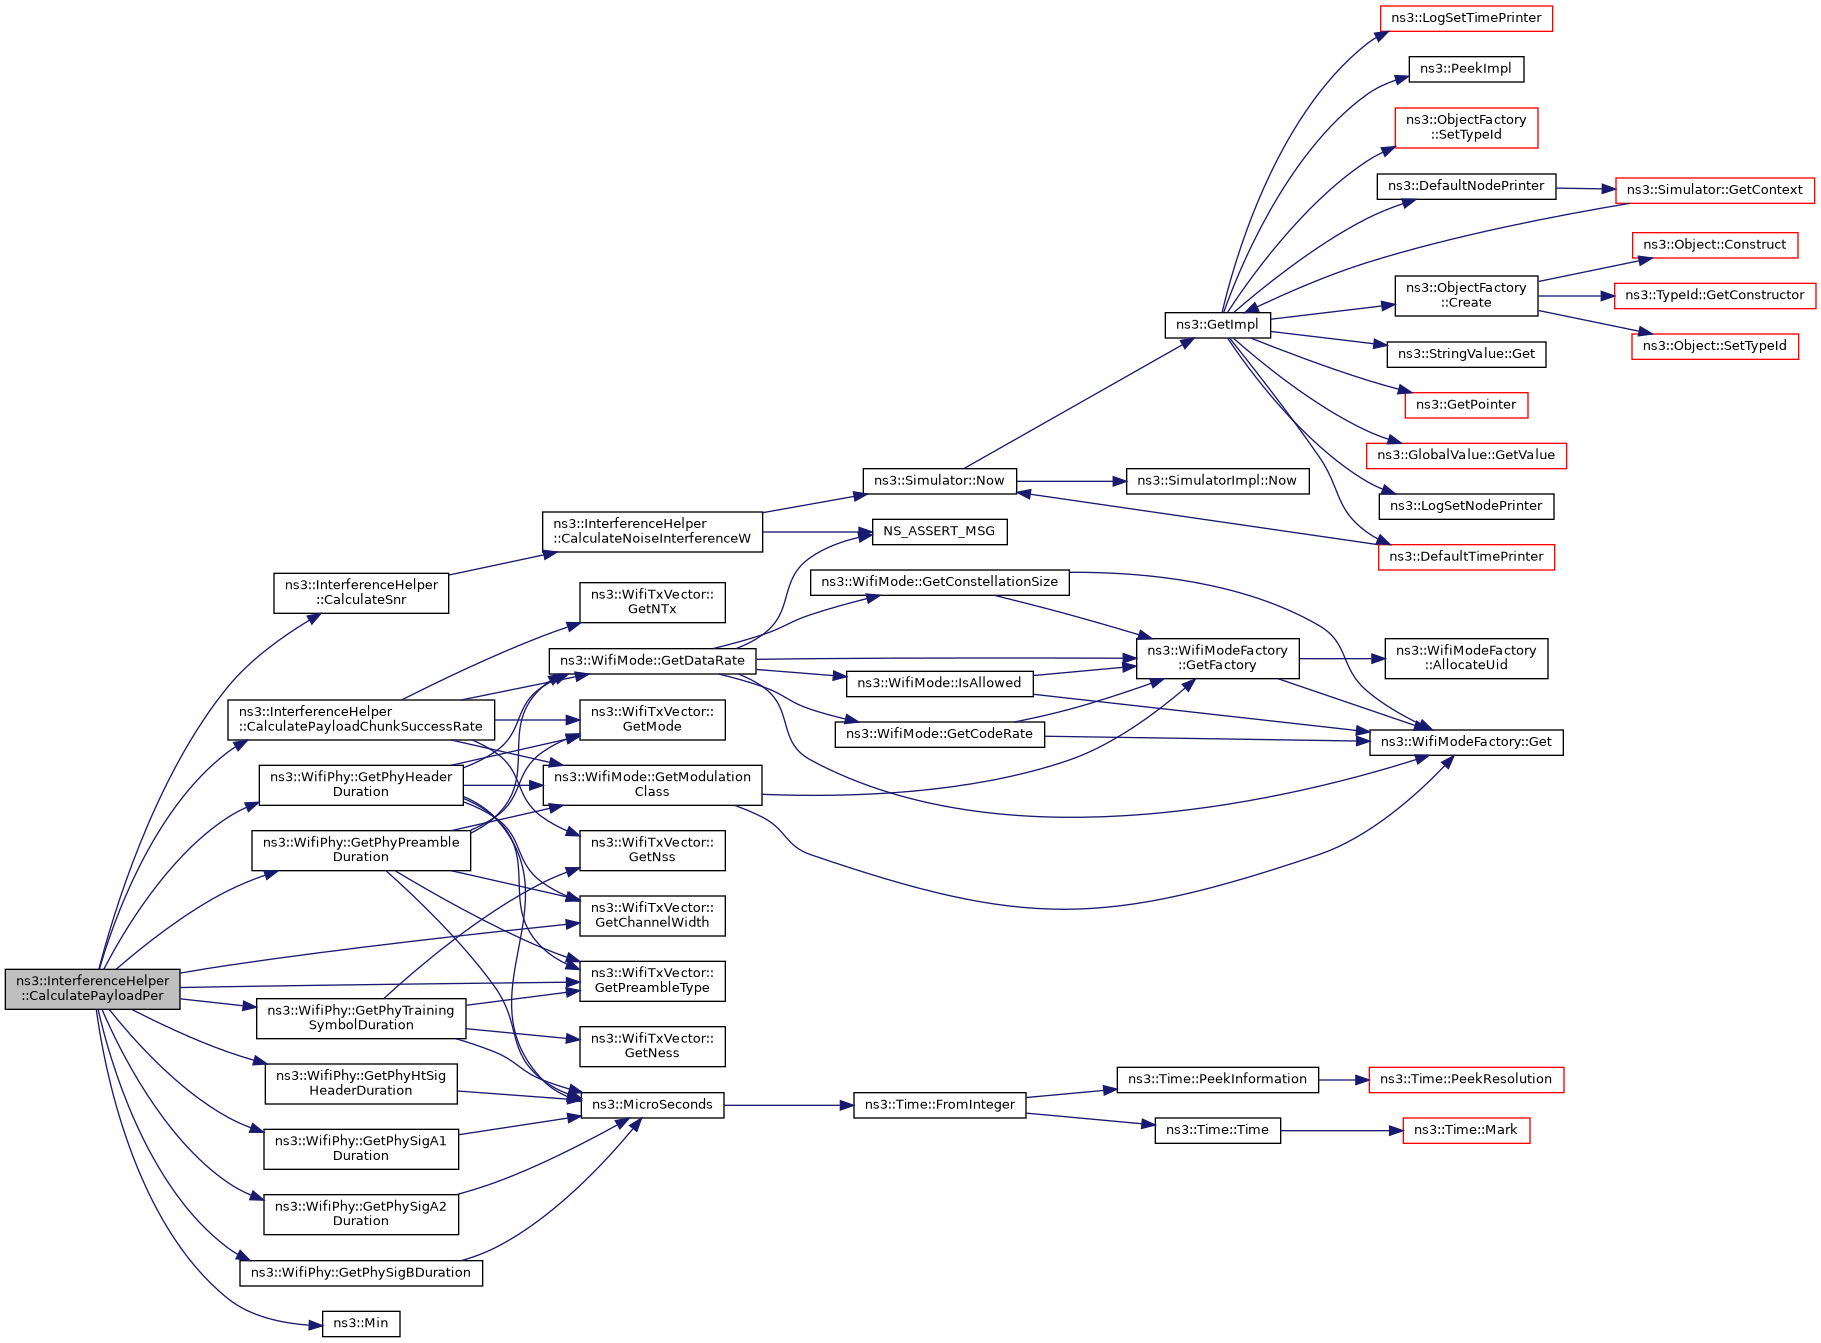 ns3::InterferenceHelper
::CalculatePayloadPer
ns3::InterferenceHelper
::CalculateSnr
ns3::InterferenceHelper
::CalculatePayloadChunkSuccessRate
ns3::WifiPhy::GetPhyHeader
Duration
ns3::WifiPhy::GetPhyPreamble
Duration
ns3::WifiPhy::GetPhyTraining
SymbolDuration
ns3::WifiPhy::GetPhyHtSig
HeaderDuration
ns3::WifiPhy::GetPhySigA1
Duration
ns3::WifiPhy::GetPhySigA2
Duration
ns3::WifiPhy::GetPhySigBDuration
ns3::Min
ns3::InterferenceHelper
::CalculateNoiseInterferenceW
ns3::WifiTxVector::
GetNTx
ns3::WifiMode::GetDataRate
ns3::WifiTxVector::
GetMode
ns3::WifiMode::GetModulation
Class
ns3::WifiTxVector::
GetNss
ns3::WifiTxVector::
GetChannelWidth
ns3::WifiTxVector::
GetPreambleType
ns3::WifiTxVector::
GetNess
ns3::MicroSeconds
ns3::Simulator::Now
NS_ASSERT_MSG
ns3::WifiMode::GetConstellationSize
ns3::WifiMode::IsAllowed
ns3::WifiMode::GetCodeRate
ns3::Time::FromInteger
ns3::GetImpl
ns3::SimulatorImpl::Now
ns3::WifiModeFactory
::GetFactory
ns3::Time::PeekInformation
ns3::Time::Time
ns3::LogSetTimePrinter
ns3::PeekImpl
ns3::ObjectFactory
::SetTypeId
ns3::DefaultNodePrinter
ns3::ObjectFactory
::Create
ns3::StringValue::Get
ns3::GetPointer
ns3::GlobalValue::GetValue
ns3::LogSetNodePrinter
ns3::DefaultTimePrinter
ns3::WifiModeFactory
::AllocateUid
ns3::WifiModeFactory::Get
ns3::Time::PeekResolution
ns3::Time::Mark
ns3::Simulator::GetContext
ns3::Object::Construct
ns3::TypeId::GetConstructor
ns3::Object::SetTypeId